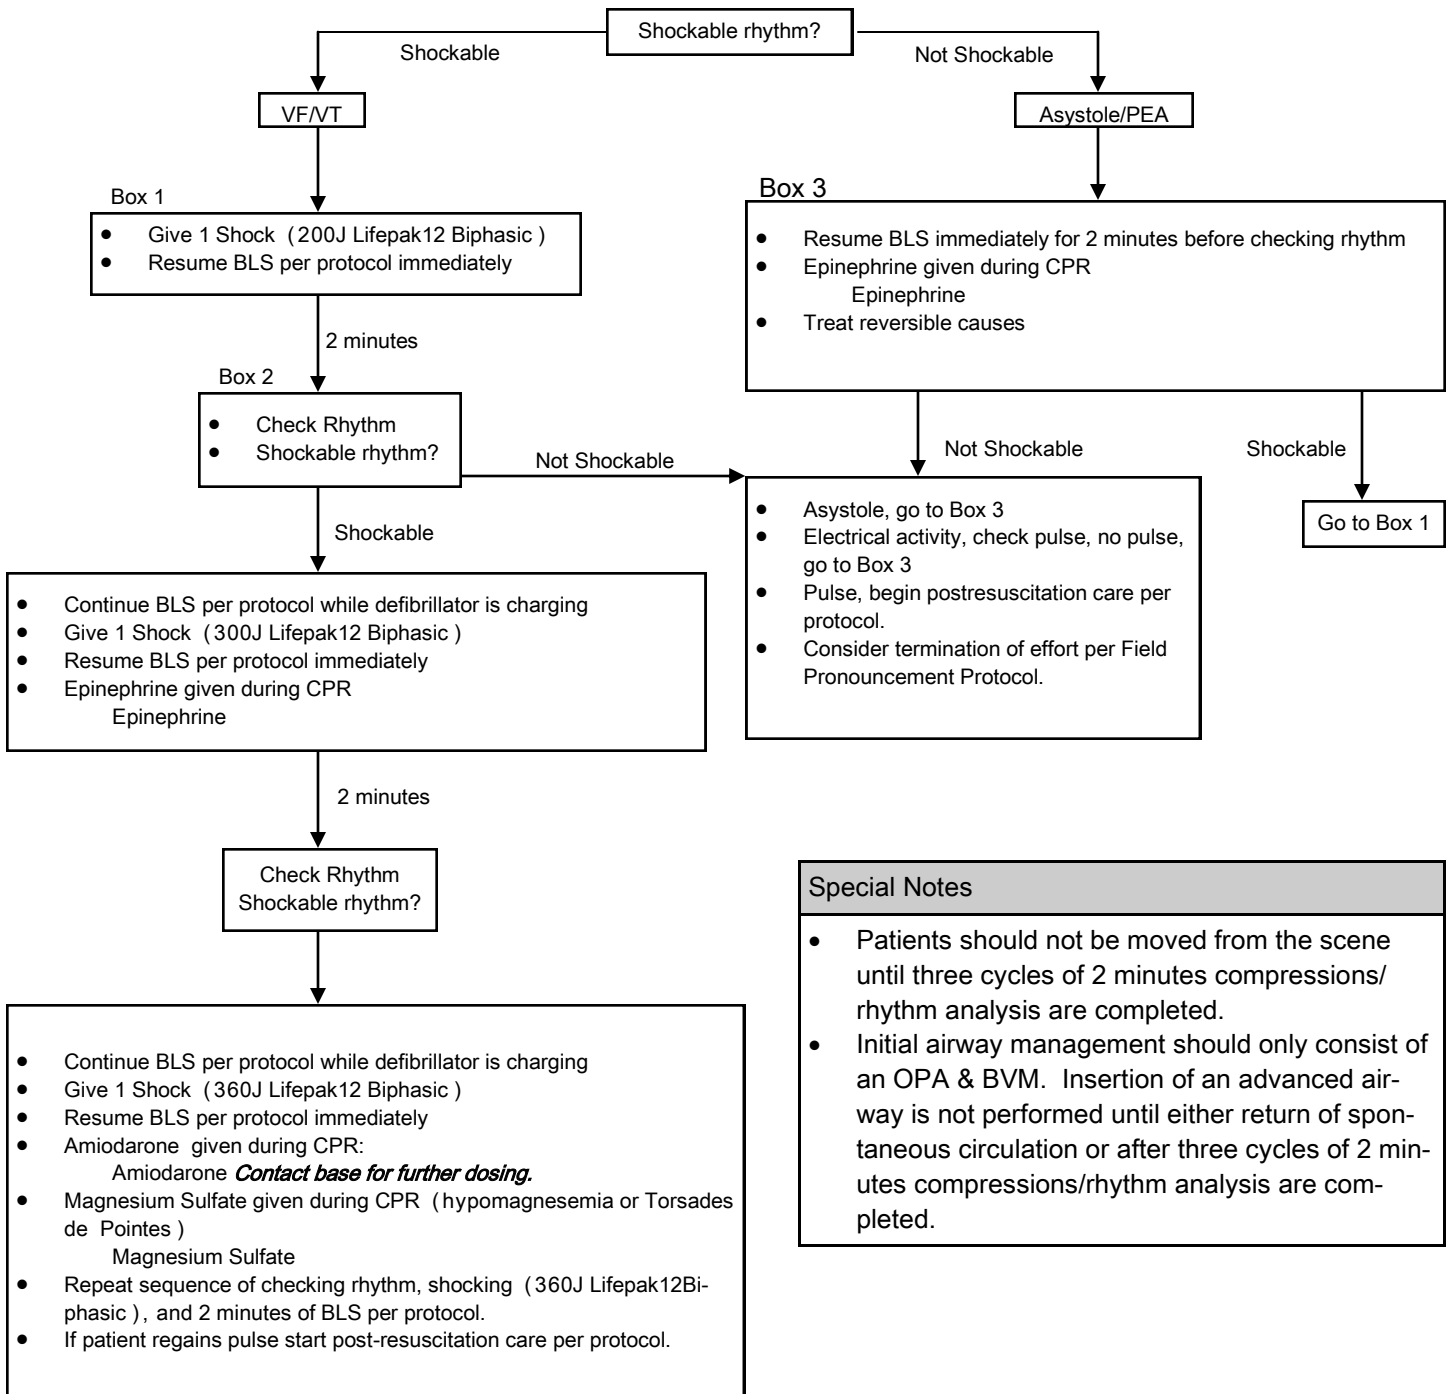 Shockable rhythm?
Shockable
Not Shockable
VF/VT
Asystole/PEA
Box 1
• Give 1 Shock (200J Lifepak12 Biphasic )
• Resume BLS per protocol immediately
2 minutes
Box 2
• Check Rhythm
• Shockable rhythm?
Not Shockable
Shockable
• Continue BLS per protocol while defibrillator is charging
• Give 1 Shock (300J Lifepak12 Biphasic )
• Resume BLS per protocol immediately
• Epinephrine given during CPR
Epinephrine
2 minutes
Check Rhythm
Shockable rhythm?
• Continue BLS per protocol while defibrillator is charging
• Give 1 Shock (360J Lifepak12 Biphasic )
• Resume BLS per protocol immediately
• Amiodarone given during CPR:
Amiodarone Contact base for further dosing.
• Magnesium Sulfate given during CPR (hypomagnesemia or Torsades
de Pointes )
Magnesium Sulfate
• Repeat sequence of checking rhythm, shocking (360J Lifepak12Bi-
phasic ), and 2 minutes of BLS per protocol.
• If patient regains pulse start post-resuscitation care per protocol.
Box 3
• Resume BLS immediately for 2 minutes before checking rhythm
• Epinephrine given during CPR
Epinephrine
• Treat reversible causes
Not Shockable
Shockable
• Asystole, go to Box 3
• Electrical activity, check pulse, no pulse,
go to Box 3
• Pulse, begin postresuscitation care per
protocol.
• Consider termination of effort per Field
Pronouncement Protocol.
Go to Box 1
Special Notes
• Patients should not be moved from the scene
until three cycles of 2 minutes compressions/
rhythm analysis are completed.
• Initial airway management should only consist of
an OPA & BVM. Insertion of an advanced air-
way is not performed until either return of spon-
taneous circulation or after three cycles of 2 min-
utes compressions/rhythm analysis are com-
pleted.